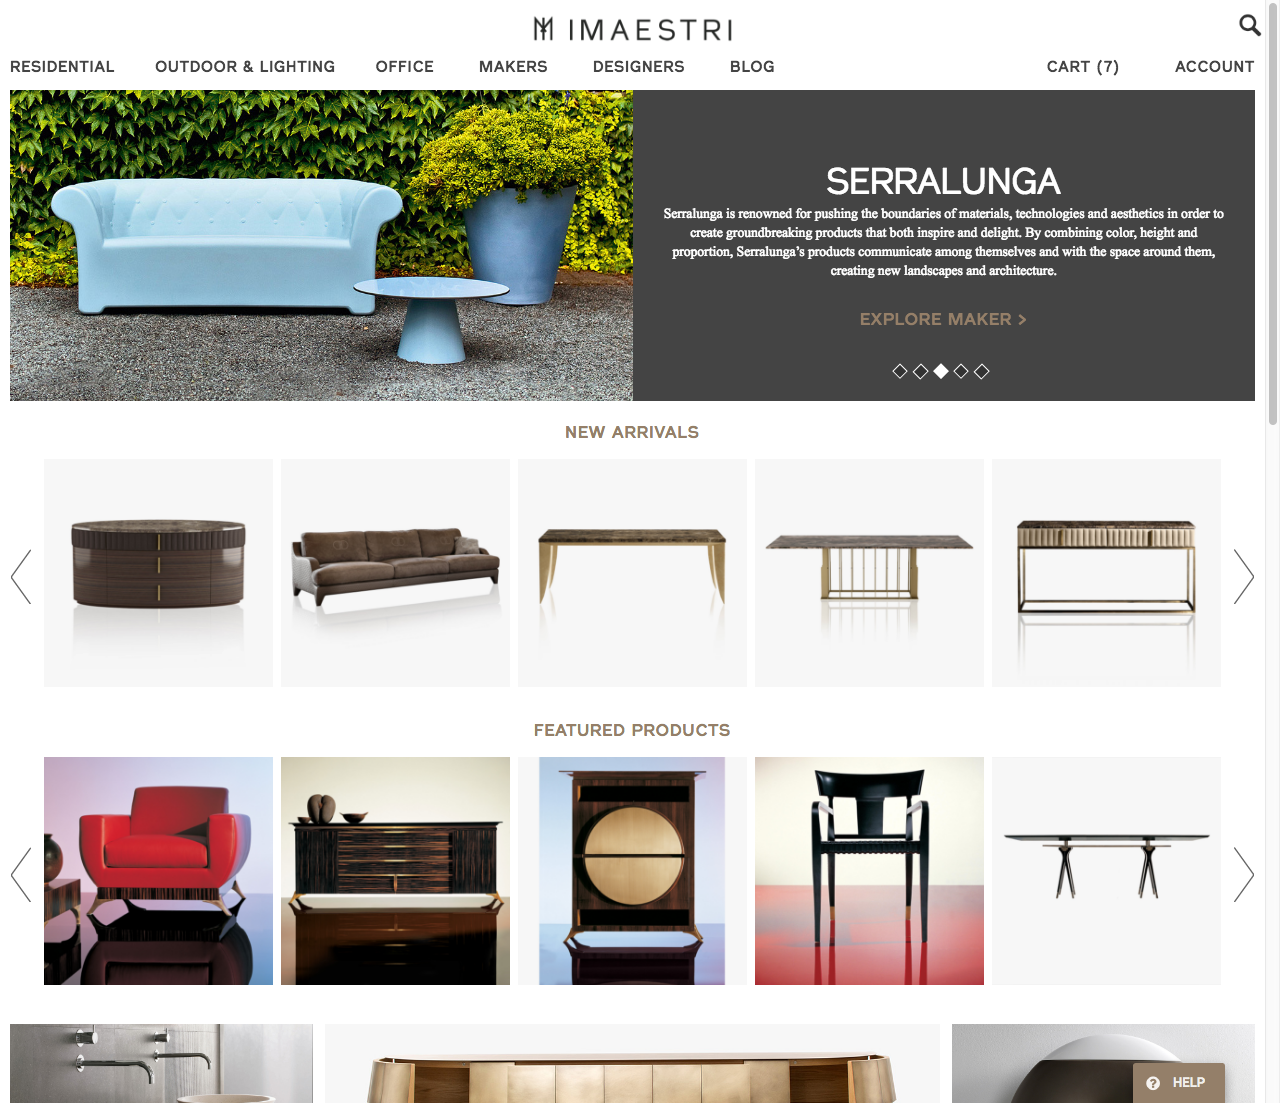 IMAESTRI
RESIDENTIAL
OUTDOOR & LIGHTING
OFFICE
MAKERS
DESIGNERS
BLOG
CART (7)
ACCOUNT
SERRALUNGA
Serralunga is renowned for pushing the boundaries of materials, technologies and aesthetics in order to
create groundbreaking products that both inspire and delight. By combining color, height and
proportion, Serralunga’s products communicate among themselves and with the space around them,
creating new landscapes and architecture.
EXPLORE MAKER >
NEW ARRIVALS
FEATURED PRODUCTS
HELP